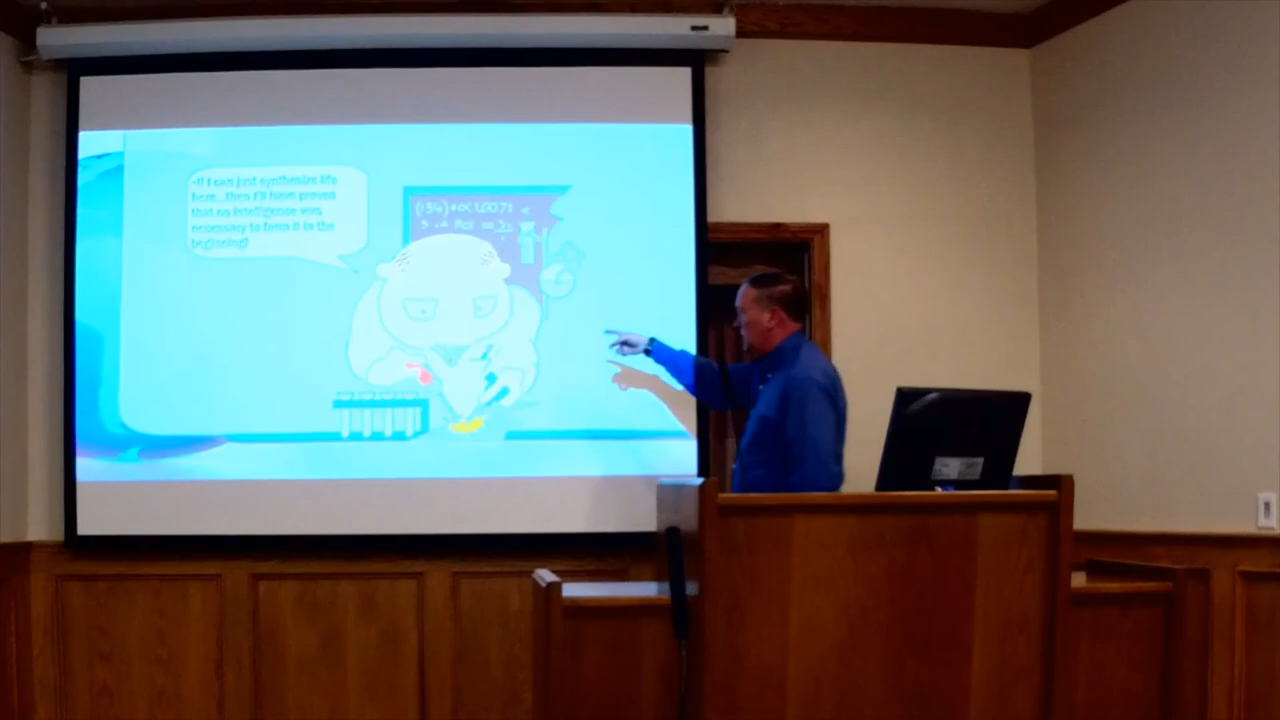 "If I can just synthesize life
here...then I'll have proven
that no intelligence was
necessary to form it in the
beginning!